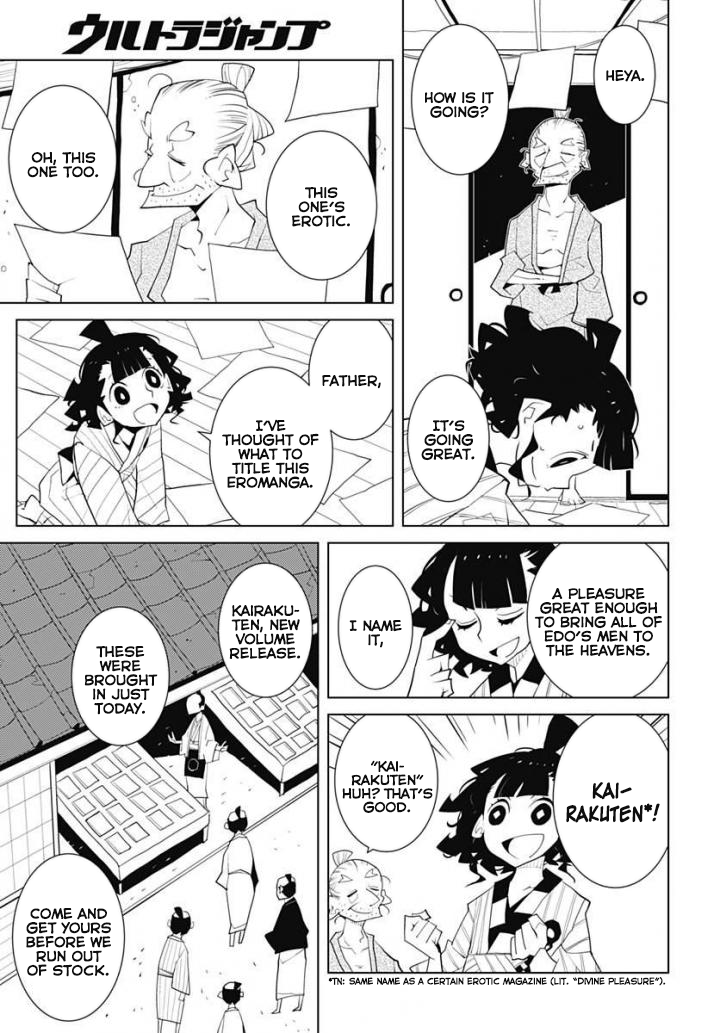 ウルトラジャンプ
HEYA.
HOW IS IT
GOING?
IT'S
GOING
GREAT.
THIS
ONE'S
EROTIC.
OH, THIS
ONE TOO.
FATHER,
I'VE
THOUGHT OF
WHAT TO
TITLE THIS
EROMANGA.
A PLEASURE
GREAT ENOUGH
TO BRING ALL OF
EDO'S MEN TO
THE HEAVENS.
I NAME
IT,
KAI-
RAKUTEN*!
"KAI-
RAKUTEN"
HUH? THAT'S
GOOD.
*TN: SAME NAME AS A CERTAIN EROTIC MAGAZINE (LIT. "DIVINE PLEASURE").
KAIRAKU-
TEN, NEW
VOLUME
RELEASE.
THESE
WERE
BROUGHT
IN JUST
TODAY.
COME AND
GET YOURS
BEFORE WE
RUN OUT
OF STOCK.